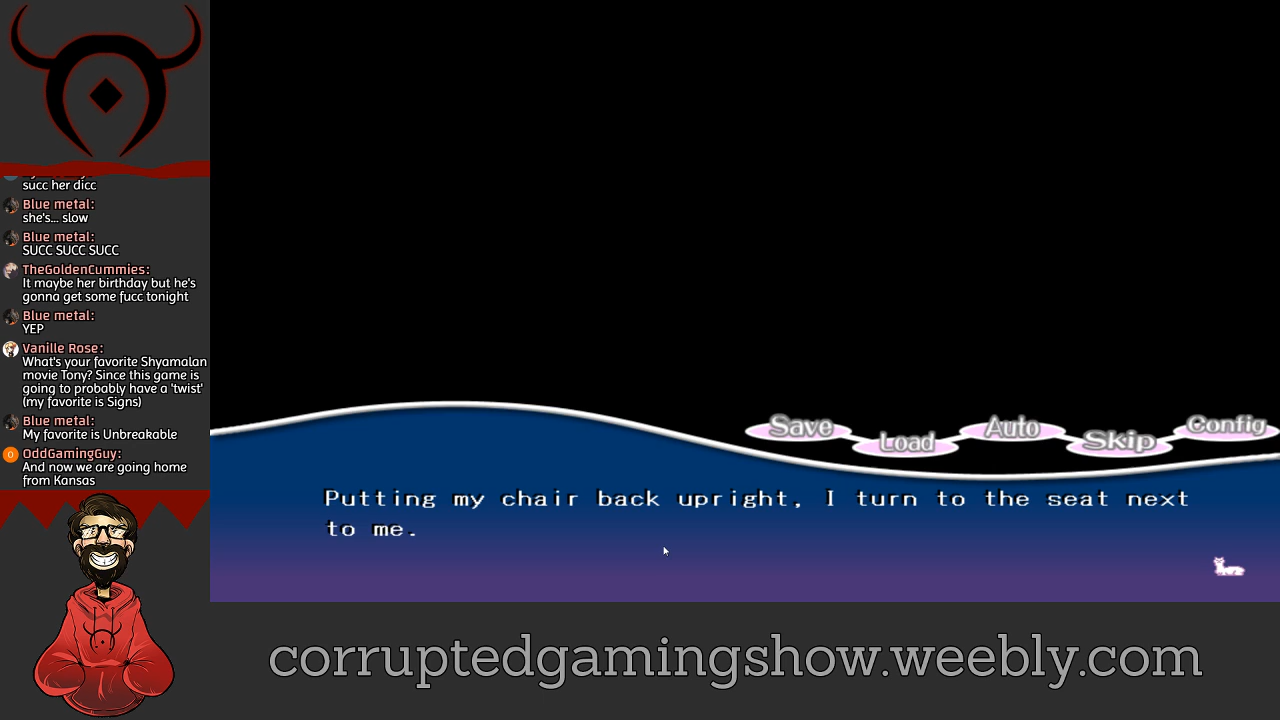 succ her dicc
Blue metal:
she's... slow
Blue metal:
SUCC SUCC SUCC
TheGoldenCummies:
It maybe her birthday but he's
gonna get some fucc tonight
Blue metal:
YEP
Vanille Rose:
What's your favorite Shyamalan
movie Tony? Since this game is
going to probably have a 'twist'
(my favorite is Signs)
Blue metal:
My favorite is Unbreakable
OddGamingGuy:
And now we are going home
from Kansas
Save
Load
Auto
Skip
Config
Putting my chair back upright, I turn to the seat next
to me.
corruptedgamingshow.weebly.com